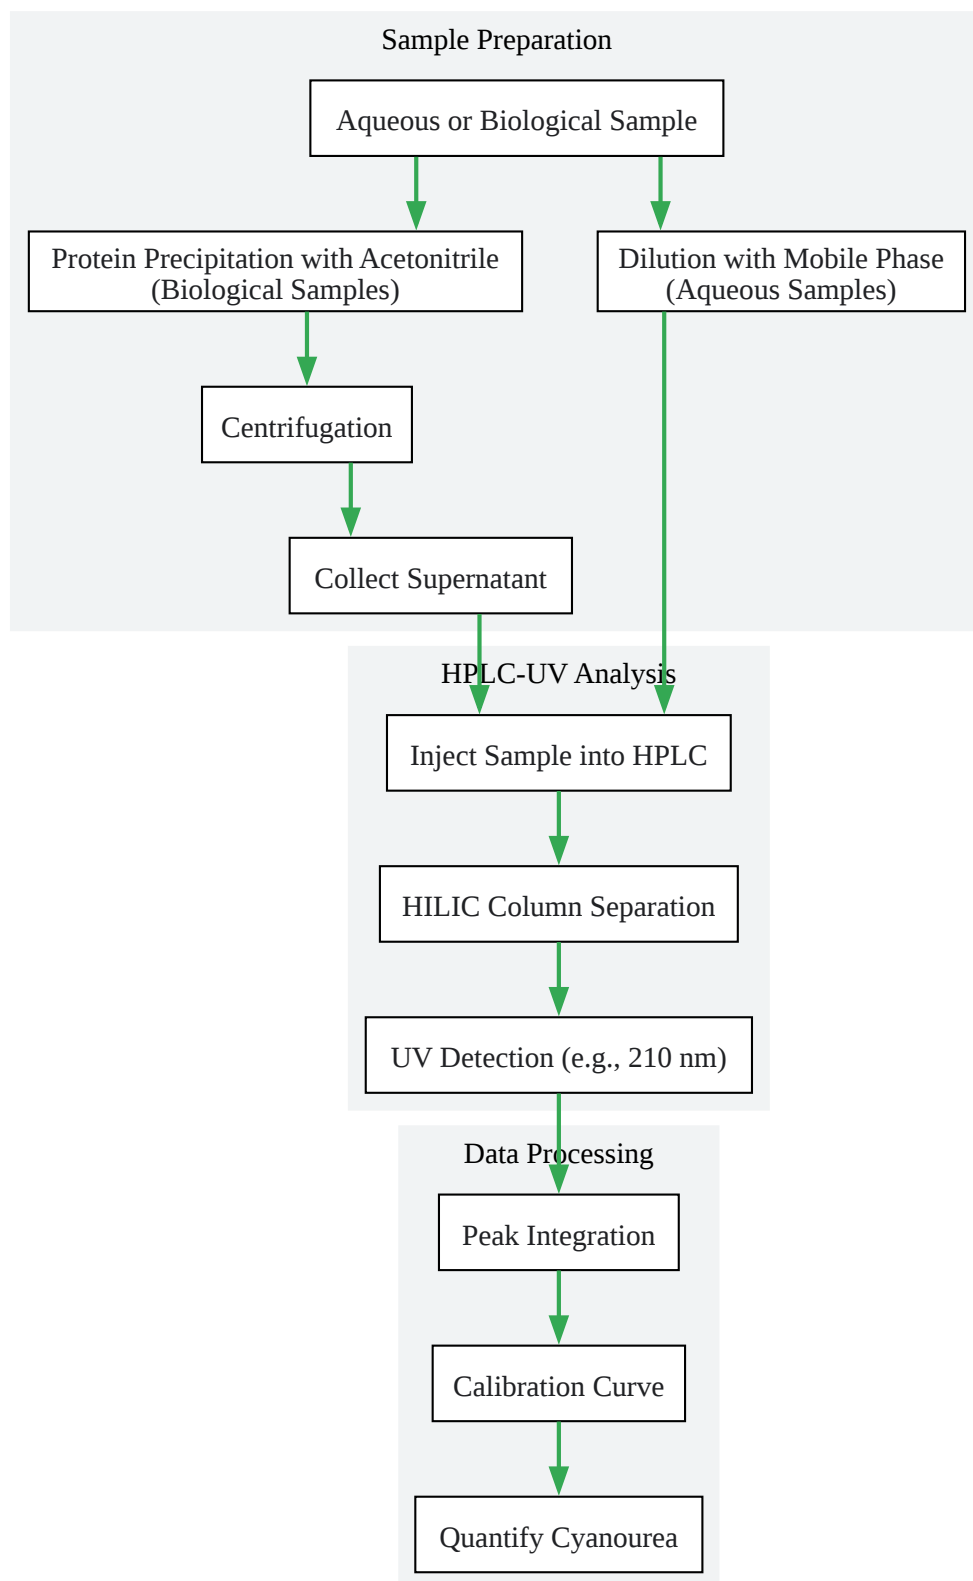 Sample Preparation
Aqueous or Biological Sample
Protein Precipitation with Acetonitrile
(Biological Samples)
Dilution with Mobile Phase
(Aqueous Samples)
Centrifugation
Collect Supernatant
HPLC-UV Analysis
Inject Sample into HPLC
HILIC Column Separation
UV Detection (e.g., 210 nm)
Data Processing
Peak Integration
Calibration Curve
Quantify Cyanourea